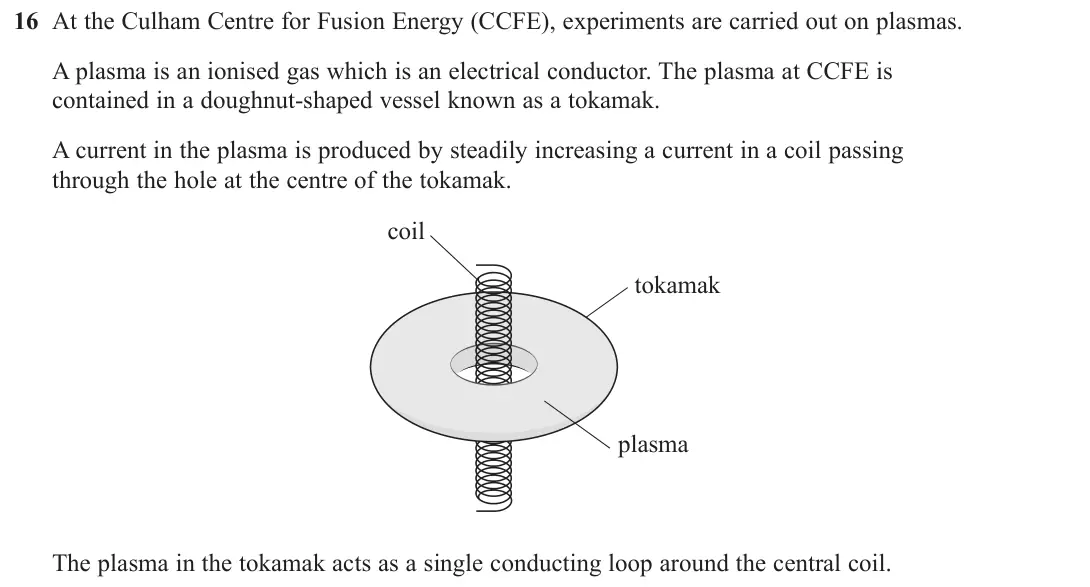 16 At the Culham Centre for Fusion Energy (CCFE), experiments are carried out on plasmas.
A plasma is an ionised gas which is an electrical conductor. The plasma at CCFE is
contained in a doughnut-shaped vessel known as a tokamak.
A current in the plasma is produced by steadily increasing a current in a coil passing
through the hole at the centre of the tokamak.
coil
tokamak
plasma
The plasma in the tokamak acts as a single conducting loop around the central coil.